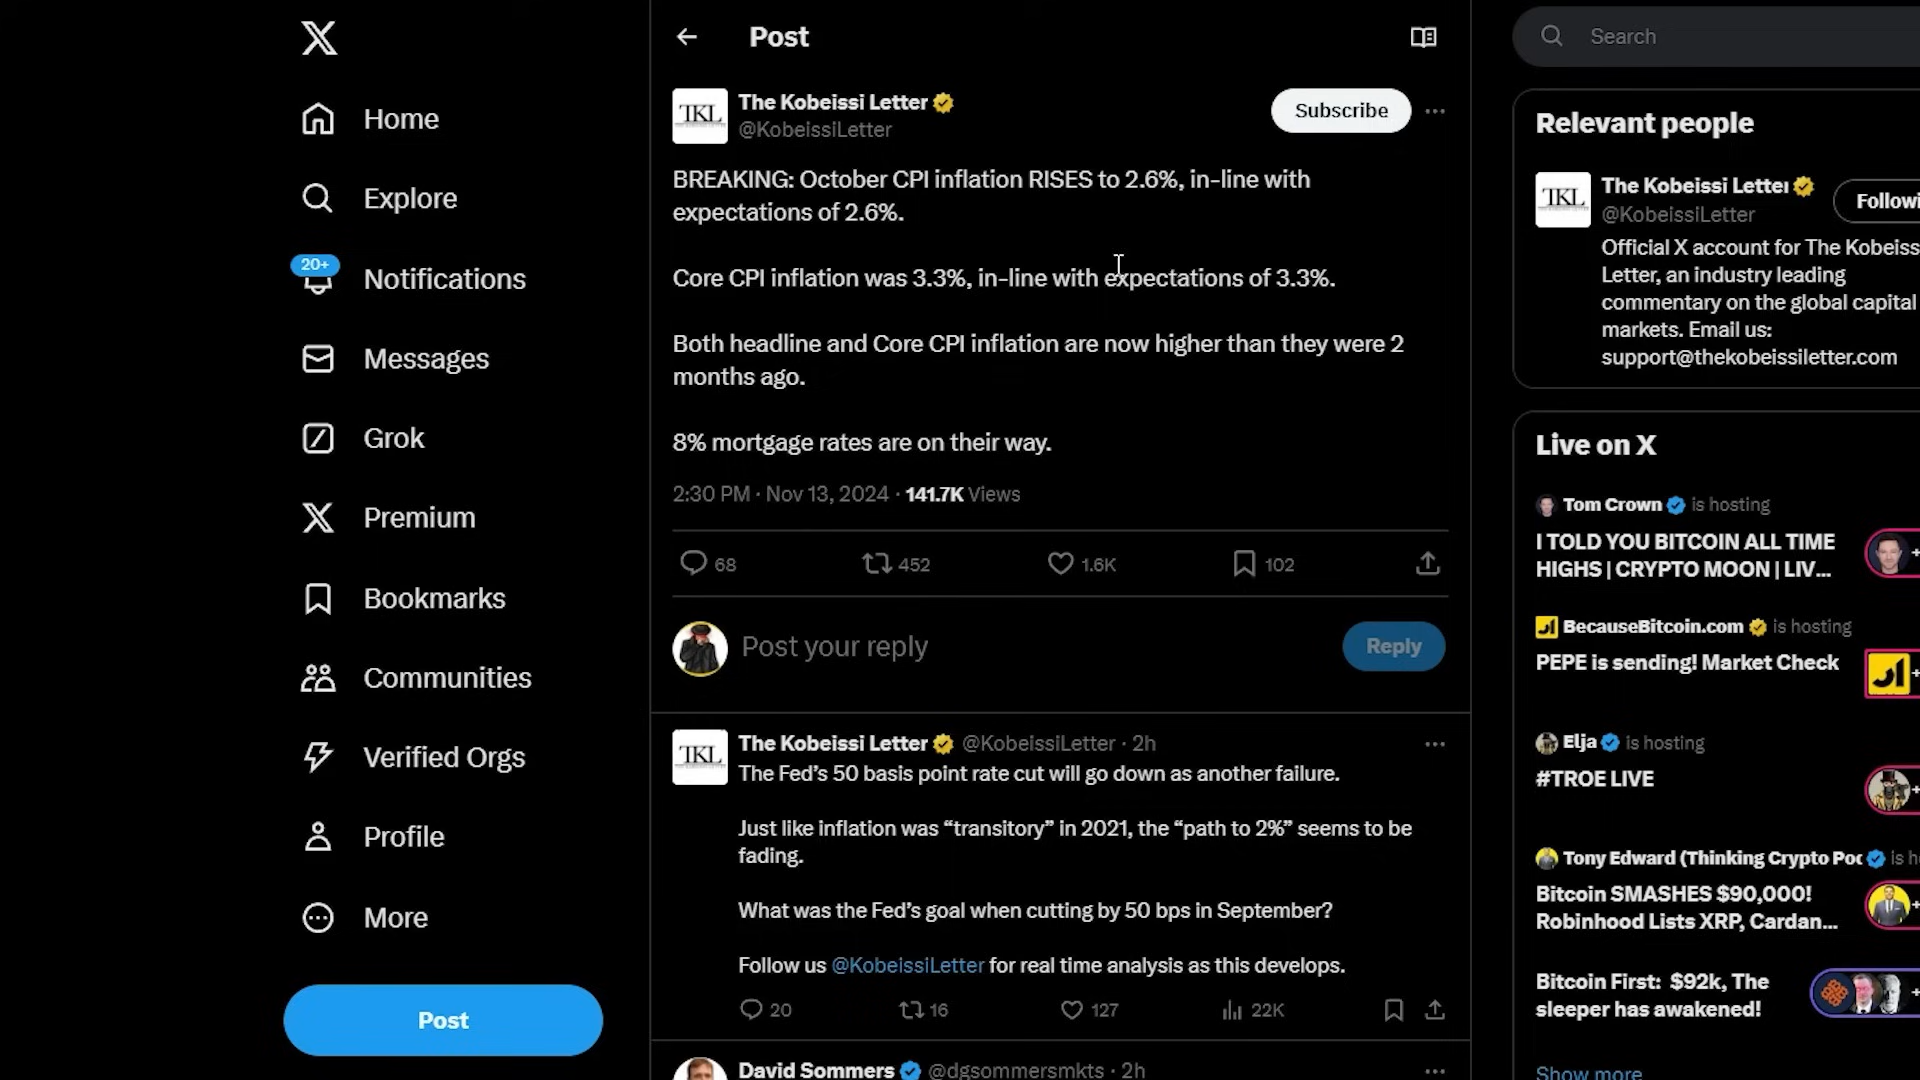 Home
Explore
20+
Notifications
Messages
Grok
Premium
Bookmarks
Communities
Verified Orgs
Profile
More
Post
Post
TKL
The Kobeissi Letter
@KobeissiLetter
Subscribe
BREAKING: October CPI inflation RISES to 2.6%, in-line with
expectations of 2.6%.
Core CPI inflation was 3.3%, in-line with expectations of 3.3%.
Both headline and Core CPI inflation are now higher than they were 2
months ago.
8% mortgage rates are on their way.
2:30 PM · Nov 13, 2024 · 141.7K Views
68 452 1.6K 102
Post your reply
Reply
TKL
The Kobeissi Letter @KobeissiLetter · 2h
The Fed’s 50 basis point rate cut will go down as another failure.
Just like inflation was “transitory” in 2021, the “path to 2%” seems to be
fading.
What was the Fed’s goal when cutting by 50 bps in September?
Follow us @KobeissiLetter for real time analysis as this develops.
20 16 127 22K
David Sommers @dgsommersmkts · 2h
Search
Relevant people
TKL
The Kobeissi Letter
@KobeissiLetter
Followi
Official X account for The Kobeiss
Letter, an industry leading
commentary on the global capital
markets. Email us:
support@thekobeissiletter.com
Live on X
Tom Crown is hosting
I TOLD YOU BITCOIN ALL TIME
HIGHS | CRYPTO MOON | LIV...
+
BecauseBitcoin.com is hosting
PEPE is sending! Market Check
+
Elja is hosting
#TROE LIVE
+
Tony Edward (Thinking Crypto Poc is h
Bitcoin SMASHES $90,000!
Robinhood Lists XRP, Cardan...
+
Bitcoin First: $92k, The
sleeper has awakened!
+
Show more